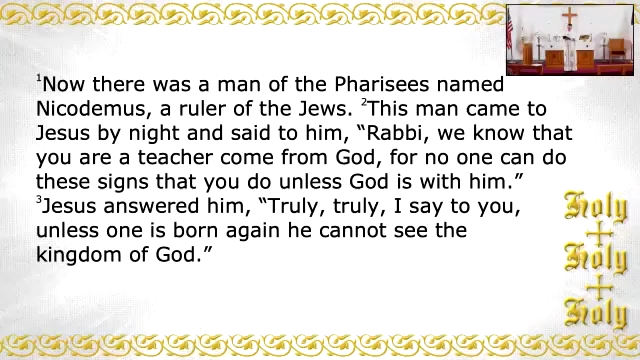 ¹Now there was a man of the Pharisees named
Nicodemus, a ruler of the Jews. ²This man came to
Jesus by night and said to him, “Rabbi, we know that
you are a teacher come from God, for no one can do
these signs that you do unless God is with him.”
³Jesus answered him, “Truly, truly, I say to you,
unless one is born again he cannot see the
kingdom of God.”
Holy
Holy
Holy